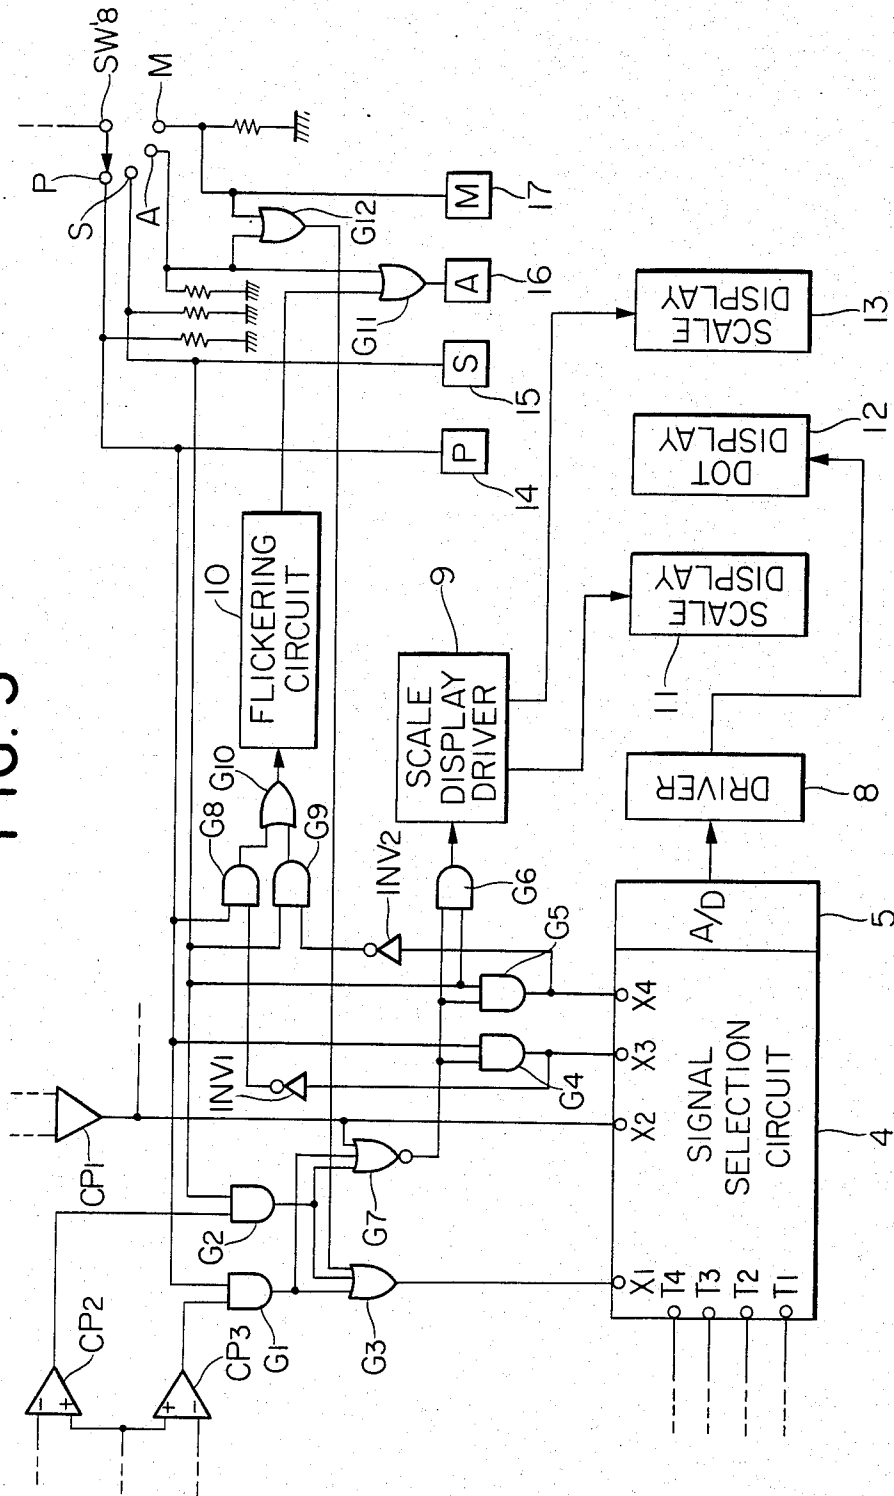 FIG. 3
SW'8
P
S
A
M
G12
G11
M
17
A
16
S
15
P
14
10
FLICKERING
CIRCUIT
G10
G8
G9
INV2
INV1
G6
G5
G4
9
SCALE
DISPLAY
DRIVER
SCALE
DISPLAY
13
DOT
DISPLAY
12
SCALE
DISPLAY
11
DRIVER
8
A/D
5
SIGNAL
SELECTION
CIRCUIT
4
X4
X3
X2
X1
T4
T3
T2
T1
CP1
CP2
CP3
-
+
+
-
G2
G1
G7
G3